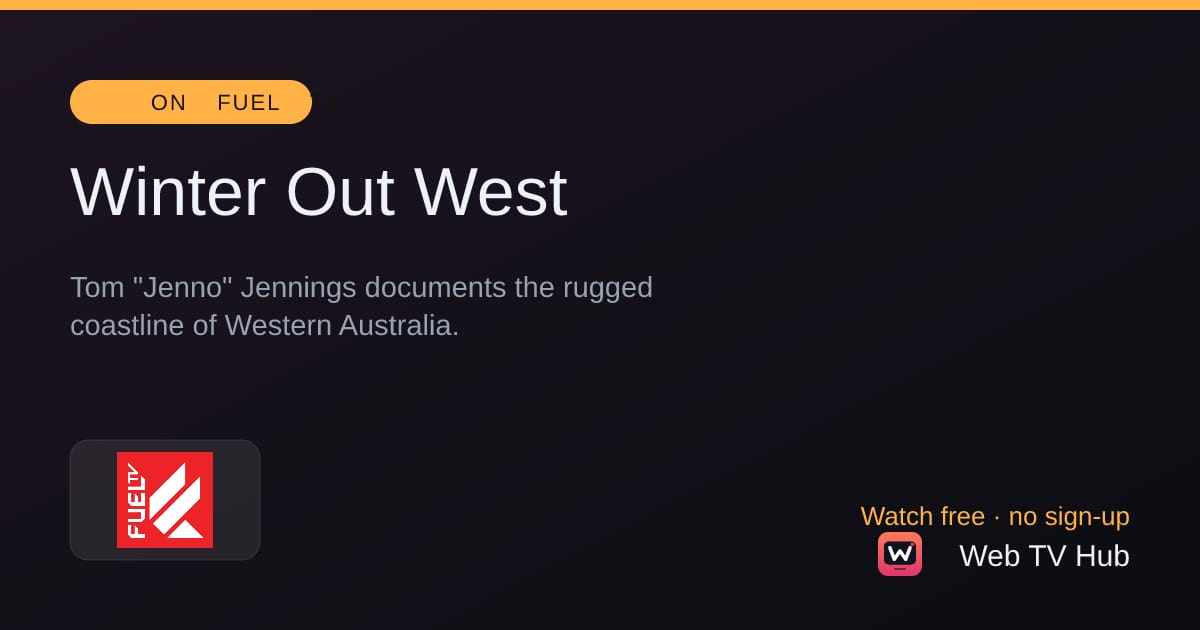 ON FUEL
Winter Out West
Tom "Jenno" Jennings documents the rugged
coastline of Western Australia.
FUEL TV
Watch free · no sign-up
W
Web TV Hub